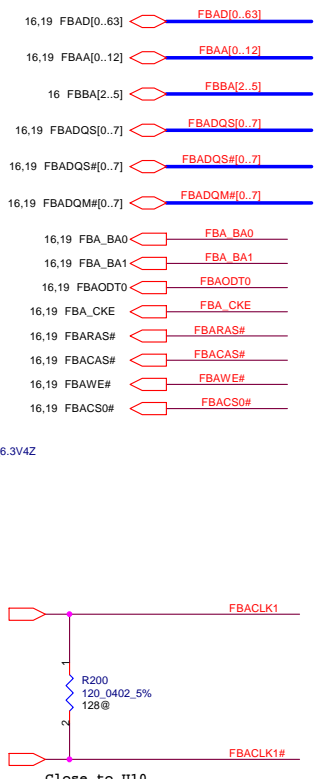 16,19 FBAD[0..63] FBAD[0..63]
16,19 FBAA[0..12] FBAA[0..12]
16 FBBA[2..5] FBBA[2..5]
16,19 FBADQS[0..7] FBADQS[0..7]
16,19 FBADQS#[0..7] FBADQS#[0..7]
16,19 FBADQM#[0..7] FBADQM#[0..7]
16,19 FBA_BA0 FBA_BA0
16,19 FBA_BA1 FBA_BA1
16,19 FBAODT0 FBAODT0
16,19 FBA_CKE FBA_CKE
16,19 FBARAS# FBARAS#
16,19 FBACAS# FBACAS#
16,19 FBAWE# FBAWE#
16,19 FBACS0# FBACS0#
6.3V4Z
FBACLK1
1
R200
120_0402_5%
128@
2
FBACLK1#
Close to U10